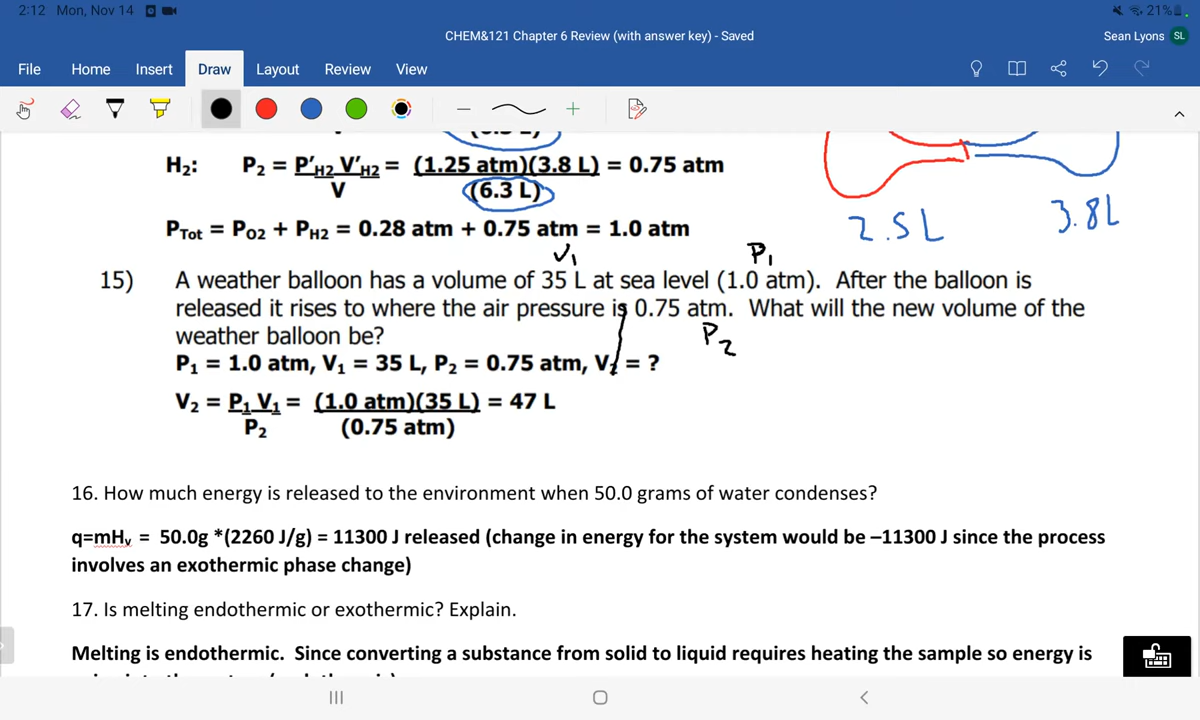 2:12 Mon, Nov 14 21%
CHEM&121 Chapter 6 Review (with answer key) - Saved Sean Lyons SL
File Home Insert Draw Layout Review View
H₂: P₂ = P'H2 V'H2 = (1.25 atm)(3.8 L) = 0.75 atm
V (6.3 L)
2.5L 3.8L
PTot = PO2 + PH2 = 0.28 atm + 0.75 atm = 1.0 atm
V₁ P₁
15) A weather balloon has a volume of 35 L at sea level (1.0 atm). After the balloon is
released it rises to where the air pressure is 0.75 atm. What will the new volume of the
P₂
weather balloon be?
P₁ = 1.0 atm, V₁ = 35 L, P₂ = 0.75 atm, V₂ = ?
V₂ = P₁ V₁ = (1.0 atm)(35 L) = 47 L
P₂ (0.75 atm)
16. How much energy is released to the environment when 50.0 grams of water condenses?
q=mHv = 50.0g *(2260 J/g) = 11300 J released (change in energy for the system would be –11300 J since the process
involves an exothermic phase change)
17. Is melting endothermic or exothermic? Explain.
Melting is endothermic. Since converting a substance from solid to liquid requires heating the sample so energy is